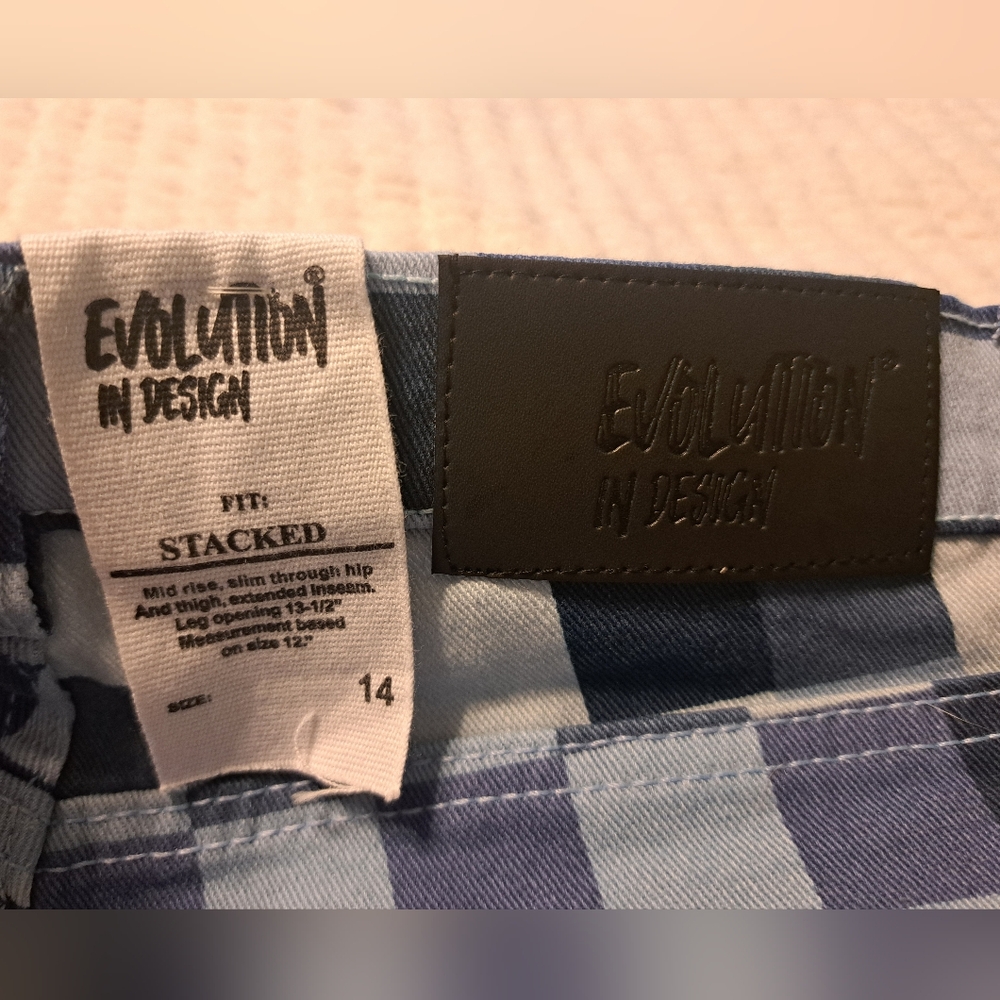 EVOLUTION®
IN DESIGN
FIT:
STACKED
Mid rise, slim through hip
And thigh, extended Inseam.
Leg opening 13-1/2"
Measurement based
on size 12."
SIZE: 14
EVOLUTION®
IN DESIGN